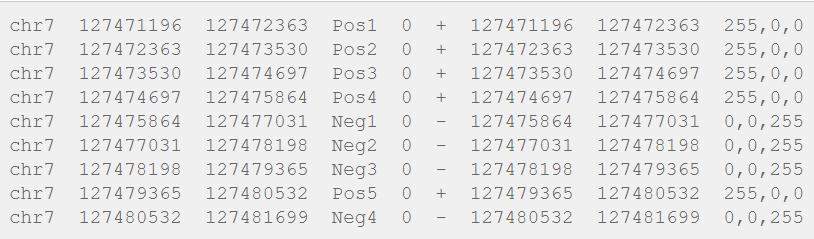 chr7  127471196  127472363  Pos1  0  +  127471196  127472363  255,0,0
chr7  127472363  127473530  Pos2  0  +  127472363  127473530  255,0,0
chr7  127473530  127474697  Pos3  0  +  127473530  127474697  255,0,0
chr7  127474697  127475864  Pos4  0  +  127474697  127475864  255,0,0
chr7  127475864  127477031  Neg1  0  -  127475864  127477031  0,0,255
chr7  127477031  127478198  Neg2  0  -  127477031  127478198  0,0,255
chr7  127478198  127479365  Neg3  0  -  127478198  127479365  0,0,255
chr7  127479365  127480532  Pos5  0  +  127479365  127480532  255,0,0
chr7  127480532  127481699  Neg4  0  -  127480532  127481699  0,0,255